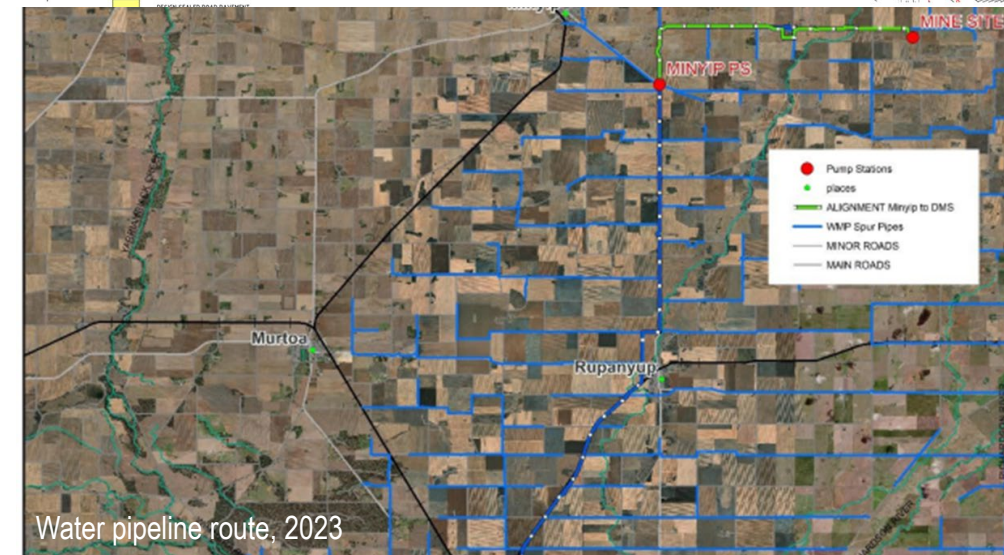 MINE SITE
MINYIP PS
Pump Stations
places
ALIGNMENT Minyip to DMS
WMP Spur Pipes
MINOR ROADS
MAIN ROADS
Murtoa
Rupanyup
Water pipeline route, 2023